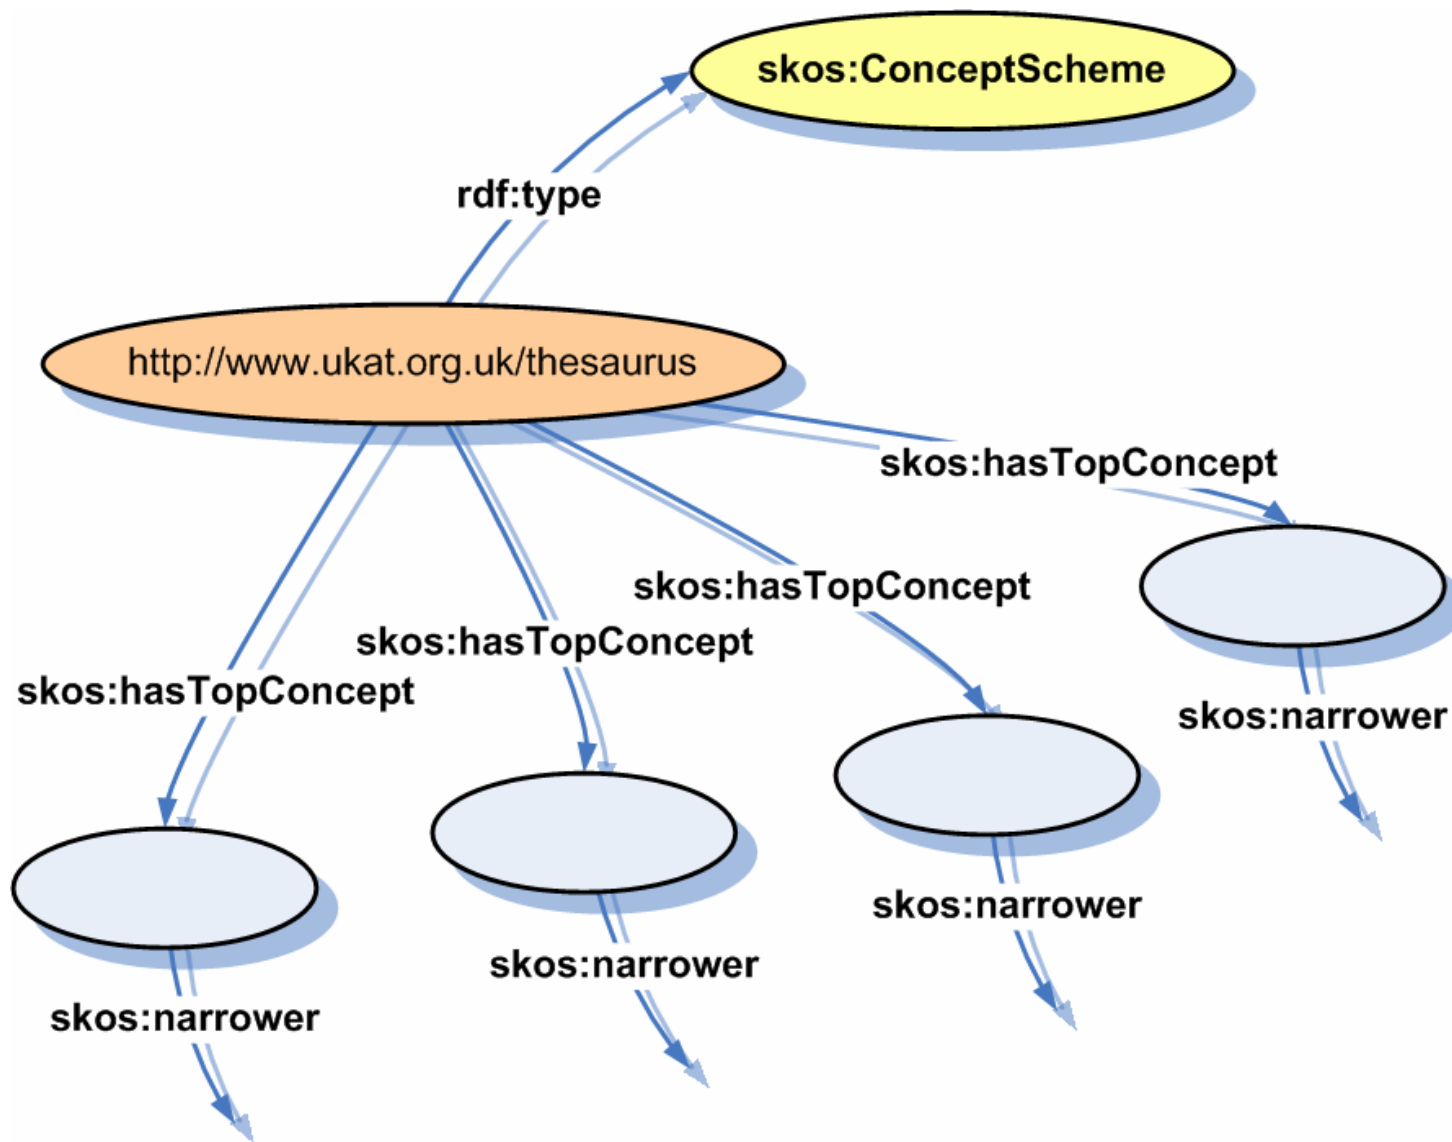 skos:ConceptScheme
rdf:type
http://www.ukat.org.uk/thesaurus
skos:hasTopConcept
skos:hasTopConcept
skos:hasTopConcept
skos:hasTopConcept
skos:narrower
skos:narrower
skos:narrower
skos:narrower